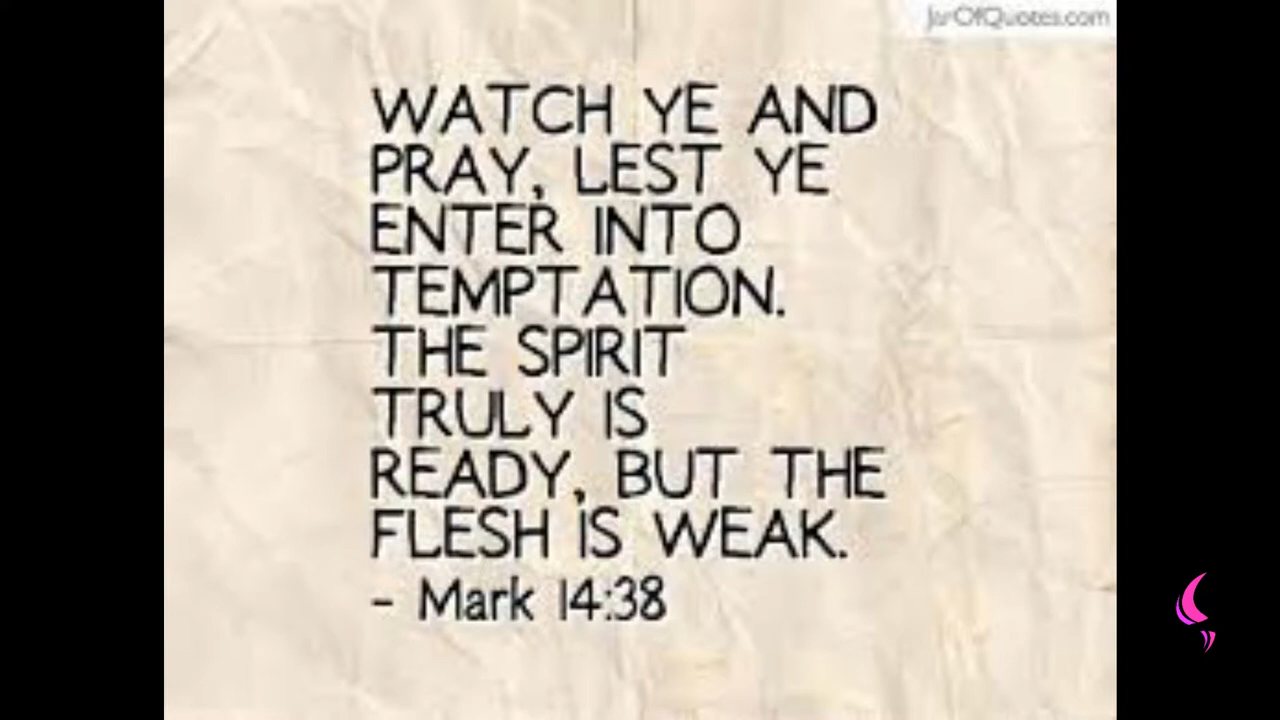 JarOfQuotes.com
WATCH YE AND
PRAY, LEST YE
ENTER INTO
TEMPTATION.
THE SPIRIT
TRULY IS
READY, BUT THE
FLESH IS WEAK.
- Mark 14:38